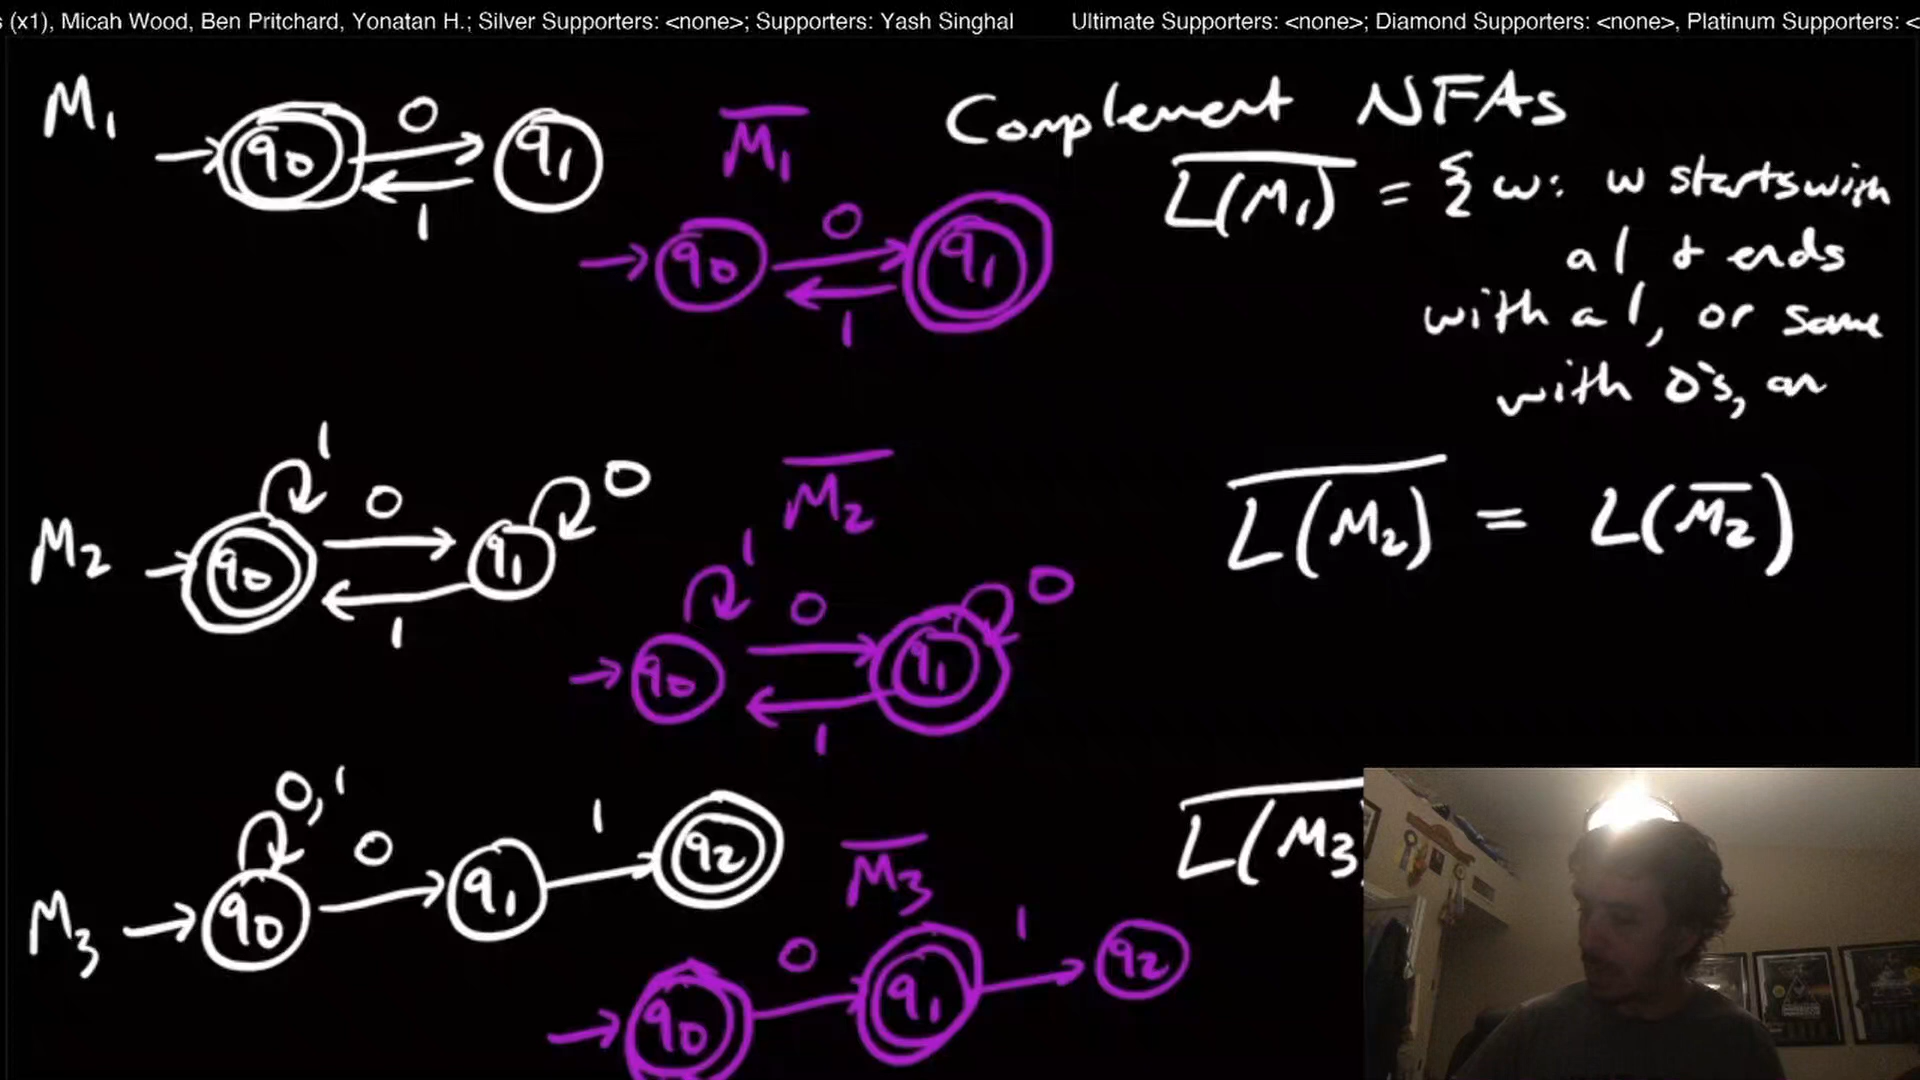 s (x1), Micah Wood, Ben Pritchard, Yonatan H.; Silver Supporters: <none>; Supporters: Yash Singhal Ultimate Supporters: <none>; Diamond Supporters: <none>, Platinum Supporters: <
Complement NFAs
M₁
q₀ 0 q₁
1
M̅₁
q₀ 0 q₁
1
L̅(̅M̅₁̅)̅ = { w: w starts with
a 1 & ends
with a 1, or same
with 0's, or
M₂
1 0
q₀ 0 q₁
1
M̅₂
1 0
q₀ 0 q₁
1
L̅(̅M̅₂̅)̅ = L(M̅₂)
M₃
0,1
q₀ 0 q₁ 1 q₂
M̅₃
q₀ 0 q₁ 1 q₂
L̅(̅M̅₃̅